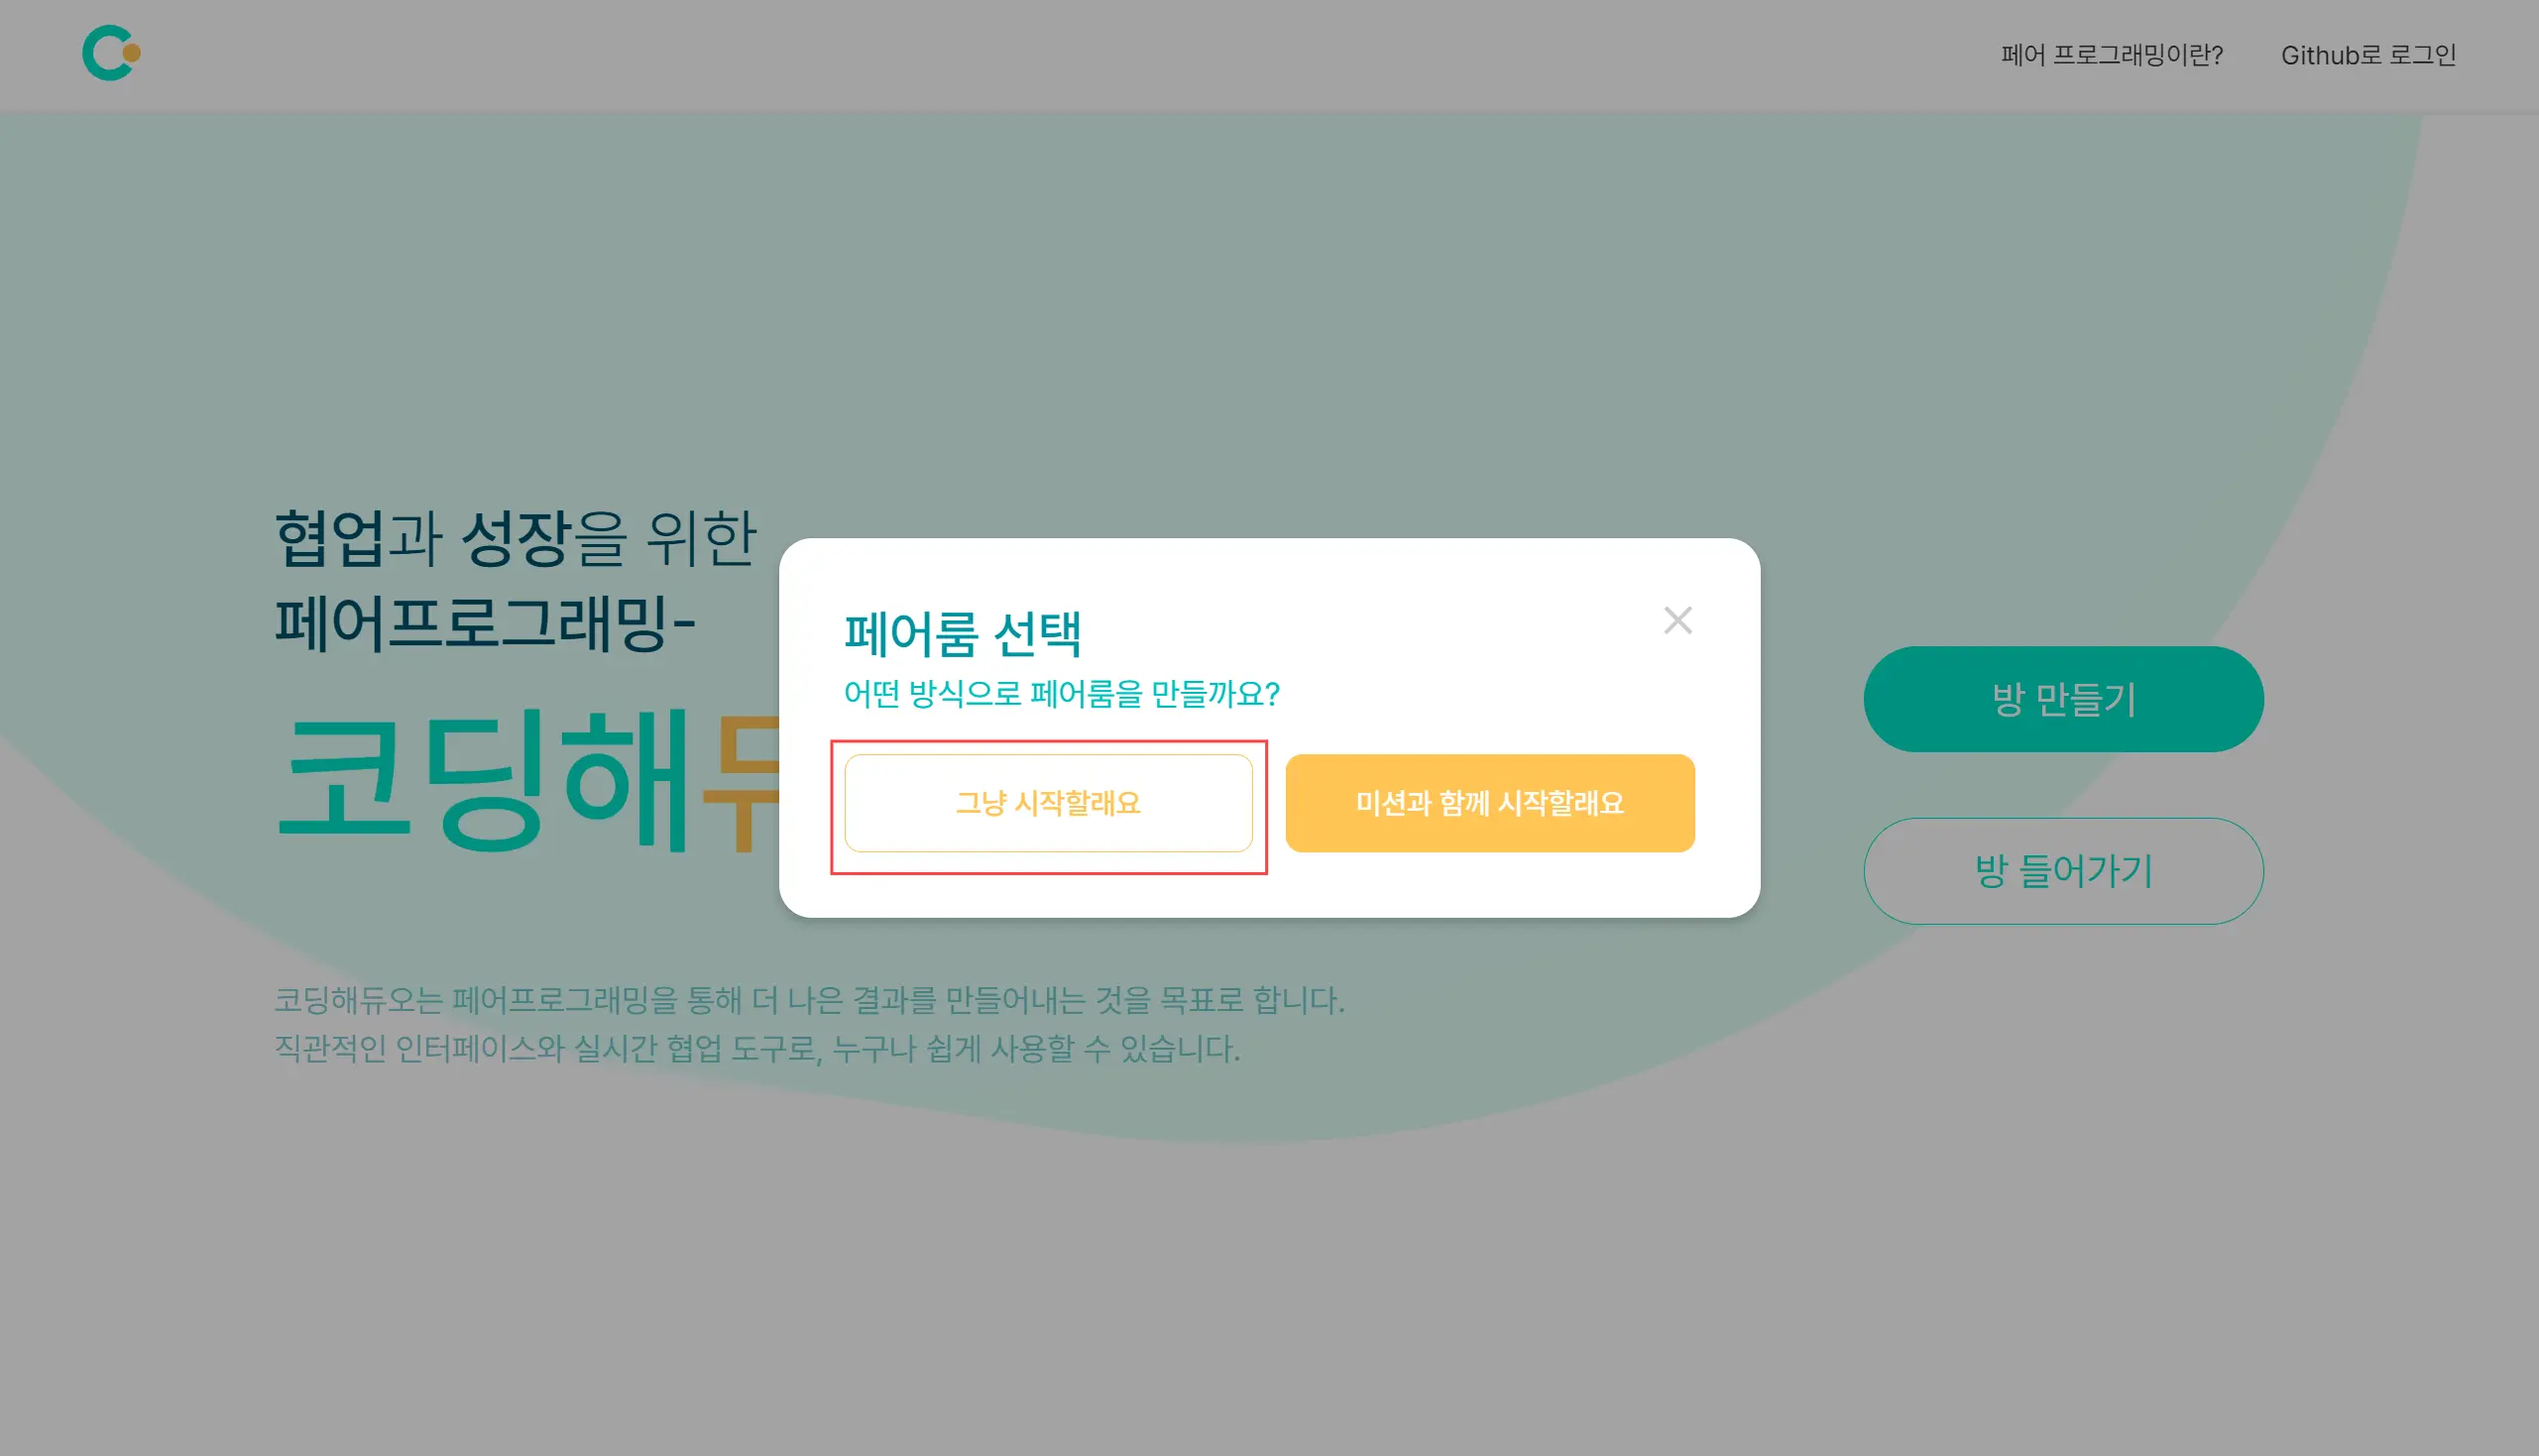 페어 프로그래밍이란? Github로 로그인
협업과 성장을 위한
페어프로그래밍-
코딩해
페어룸 선택
어떤 방식으로 페어룸을 만들까요?
그냥 시작할래요 미션과 함께 시작할래요
방 만들기
방 들어가기
코딩해듀오는 페어프로그래밍을 통해 더 나은 결과를 만들어내는 것을 목표로 합니다.
직관적인 인터페이스와 실시간 협업 도구로, 누구나 쉽게 사용할 수 있습니다.